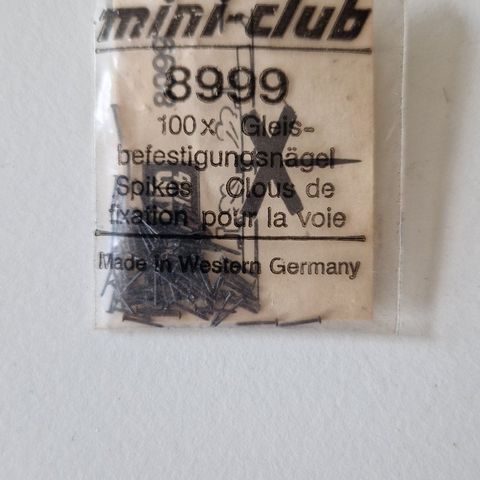 mini-club
8999
100 x Gleis-
befestigungsnägel
Spikes Clous de
fixation pour la voie
Made in Western Germany